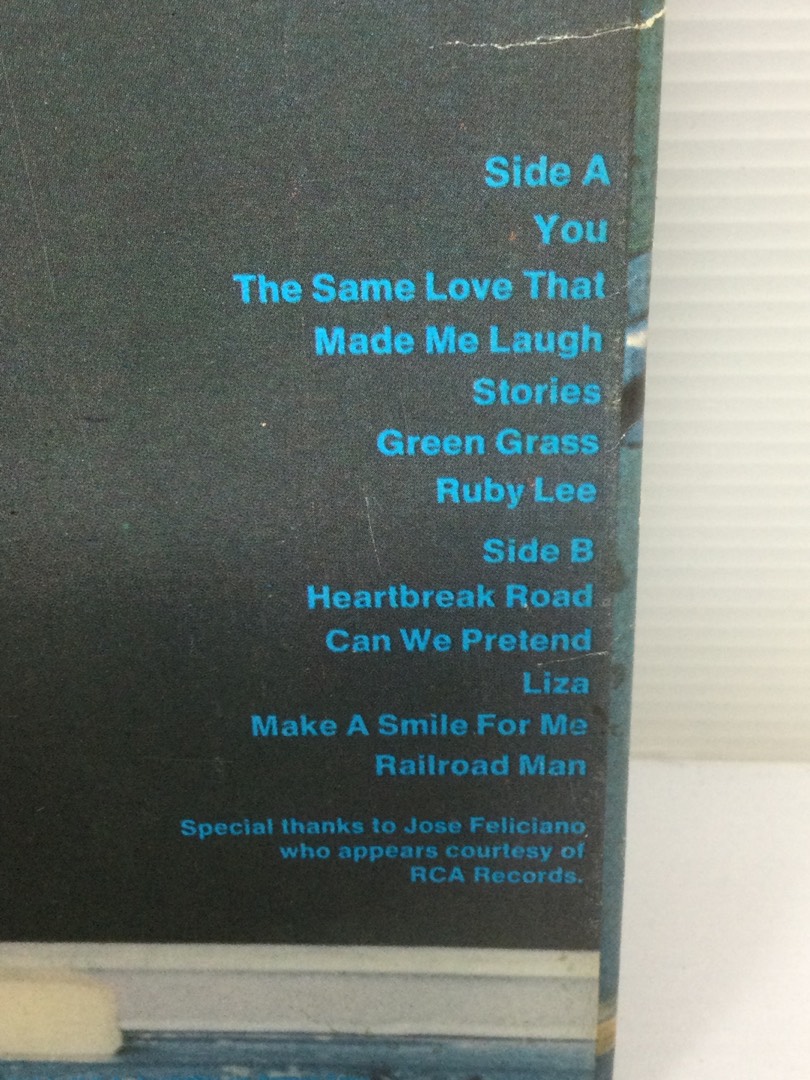 Side A
You
The Same Love That
Made Me Laugh
Stories
Green Grass
Ruby Lee
Side B
Heartbreak Road
Can We Pretend
Liza
Make A Smile For Me
Railroad Man
Special thanks to Jose Feliciano
who appears courtesy of
RCA Records.